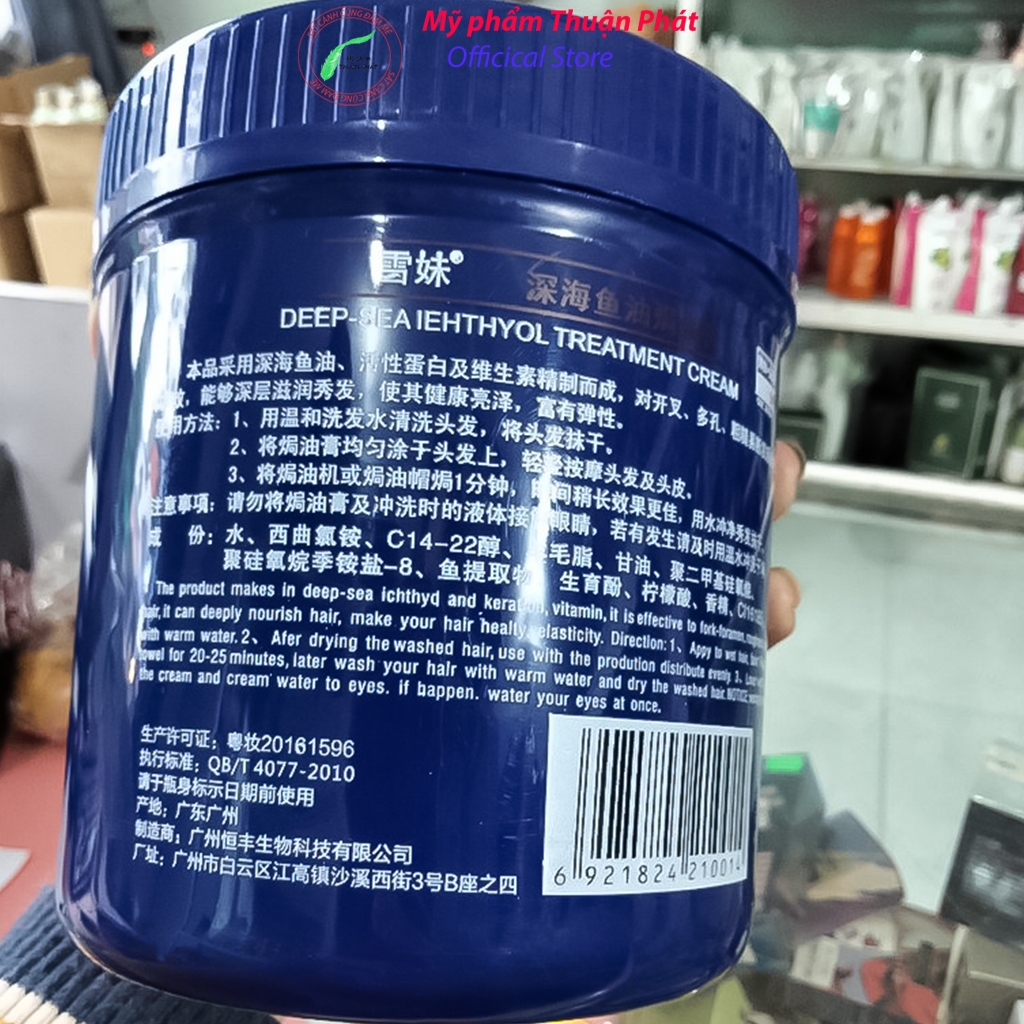 Mỹ phẩm Thuận Phát
Officical Store
雪妹®
深海鱼油
DEEP-SEA IEHTHYOL TREATMENT CREAM
本品采用深海鱼油、活性蛋白及维生素精制而成，对开叉、多孔、
能够深层滋润秀发，使其健康亮泽，富有弹性。
使用方法：1、用温和洗发水清洗头发，将头发抹干。
2、将焗油膏均匀涂于头发上，轻轻按摩头发及头皮。
3、将焗油机或焗油帽焗1分钟，时间稍长效果更佳，用水冲净秀发
注意事项：请勿将焗油膏及冲洗时的液体接 眼睛，若有发生请及时用温水冲洗
成 份：水、西曲氯铵、C14-22醇、羊毛脂、甘油、聚二甲基硅氧烷、
聚硅氧烷季铵盐-8、鱼提取物、生育酚、柠檬酸、香精、
The product makes in deep-sea ichthyd and keratin, vitamin, it is effective to fork-foramen,
hair, it can deeply nourish hair, make your hair healty, elasticity. Direction: 1、Appy to wet hair,
with warm water. 2、 Afer drying the washed hair, use with the prodution distribute evenly. 3、
towel for 20-25 minutes, later wash your hair with warm water and dry the washed hair. NOTICE:
the cream and cream water to eyes. if bappen. water your eyes at once.
生产许可证：粤妆20161596
执行标准：QB/T 4077-2010
请于瓶身标示日期前使用
产地：广东广州
制造商：广州恒丰生物科技有限公司
厂址：广州市白云区江高镇沙溪西街3号B座之四
6 921824 210014